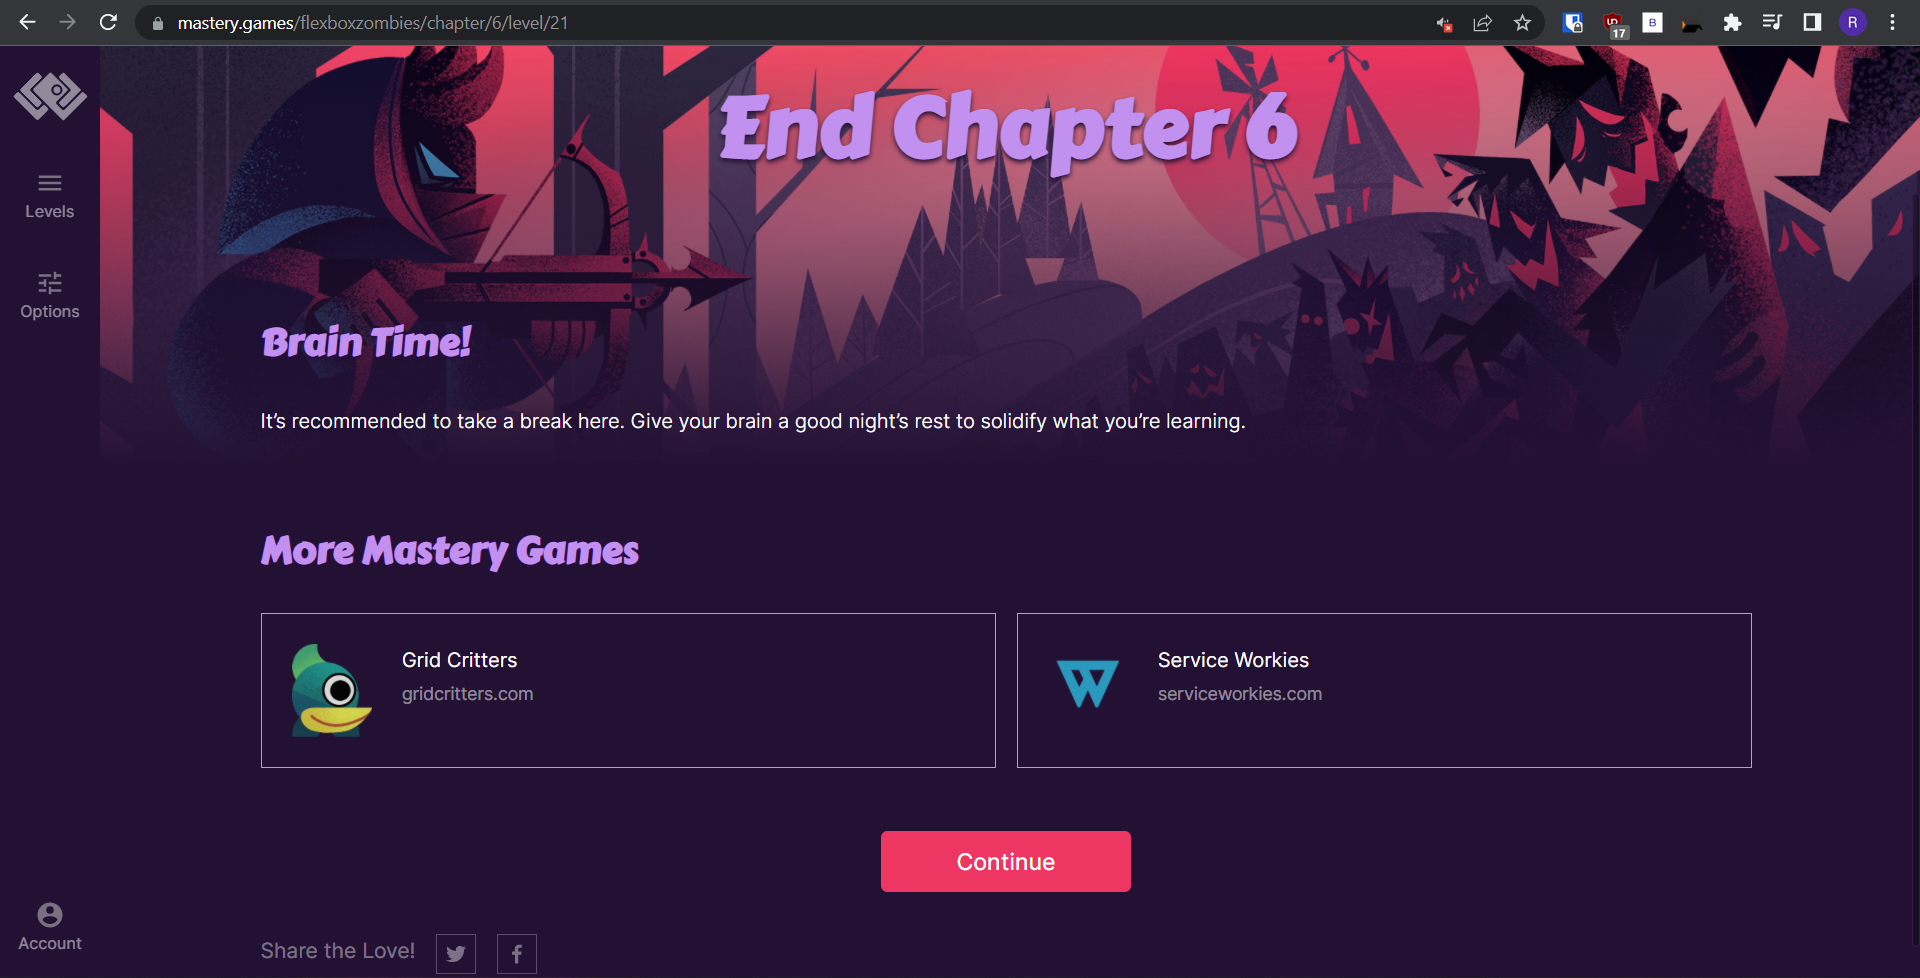 mastery.games/flexboxzombies/chapter/6/level/21
17
B
R
Levels
Options
End Chapter 6
Brain Time!
It's recommended to take a break here. Give your brain a good night's rest to solidify what you're learning.
More Mastery Games
Grid Critters
gridcritters.com
Service Workies
serviceworkies.com
Continue
Account
Share the Love!